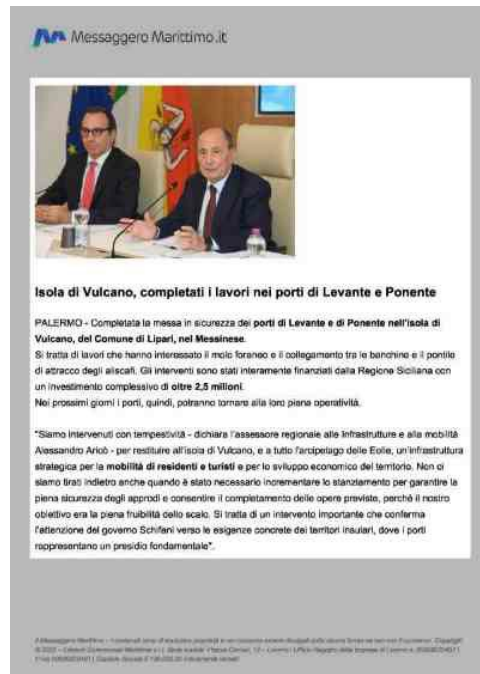 Messaggero Marittimo.it
Isola di Vulcano, completati i lavori nei porti di Levante e Ponente
PALERMO - Completata la messa in sicurezza dei porti di Levante e di Ponente nell'isola di
Vulcano, del Comune di Lipari, nel Messinese.
Si tratta di lavori che hanno interessato il molo foraneo e il collegamento tra le banchine e il pontile
di attracco degli aliscafi. Gli interventi sono stati interamente finanziati dalla Regione Siciliana con
un investimento complessivo di oltre 2,5 milioni.
Nei prossimi giorni i porti, quindi, potranno tornare alla loro piena operatività.
"Siamo intervenuti con tempestività - dichiara l'assessore regionale alle Infrastrutture e alla mobilità
Alessandro Aricò - per restituire all'isola di Vulcano, e a tutto l'arcipelago delle Eolie, un'infrastruttura
strategica per la mobilità di residenti e turisti e per lo sviluppo economico del territorio. Non ci
siamo tirati indietro anche quando è stato necessario incrementare lo stanziamento per garantire la
piena sicurezza degli approdi e consentire il completamento delle opere previste, perché il nostro
obiettivo era la piena fruibilità dello scalo. Si tratta di un intervento importante che conferma
l'attenzione del governo Schifani verso le esigenze concrete dei territori insulari, dove i porti
rappresentano un presidio fondamentale".